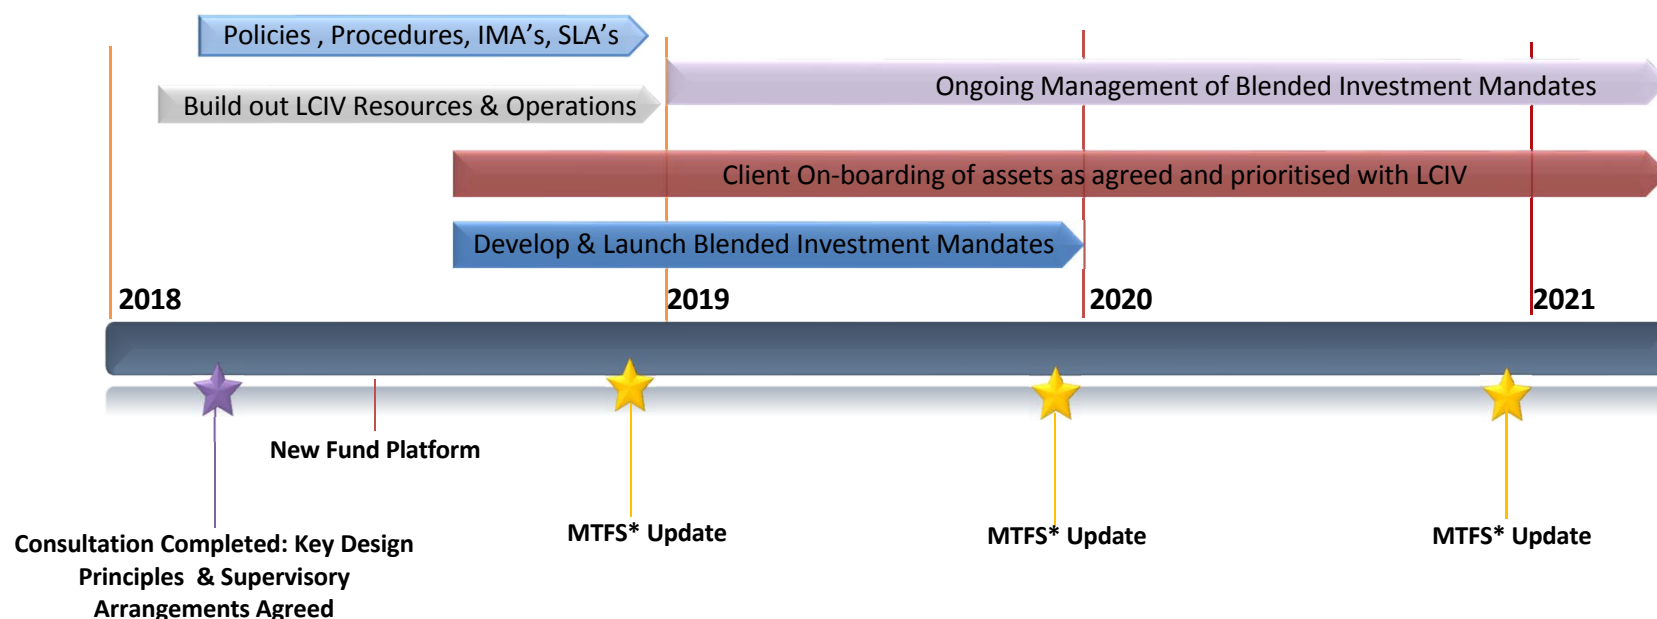 Policies , Procedures, IMA’s, SLA’s
Ongoing Management of Blended Investment Mandates
Build out LCIV Resources & Operations
Client On-boarding of assets as agreed and prioritised with LCIV
Develop & Launch Blended Investment Mandates
2018
2019
2020
2021
New Fund Platform
Consultation Completed: Key Design
Principles & Supervisory
Arrangements Agreed
MTFS* Update
MTFS* Update
MTFS* Update